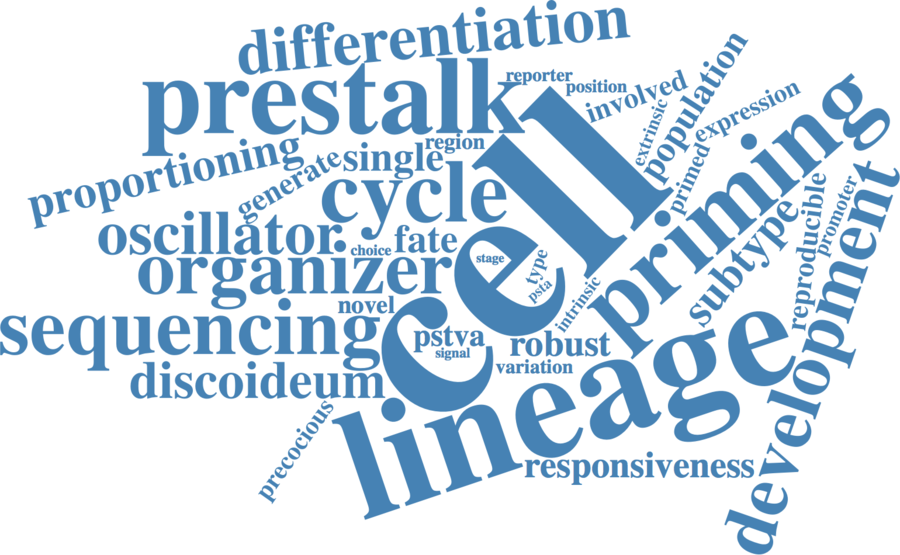 differentiation
prestalk
reporter
position
involved
population
extrinsic
expression
primed
region
proportioning
generate
single
cell
priming
cycle
oscillator
choice
fate
organizer
stage
type
psta
intrinsic
subtype
reproducible
promoter
development
novel
sequencing
pstva
signal
robust
variation
discoideum
lineage
precocious
responsiveness